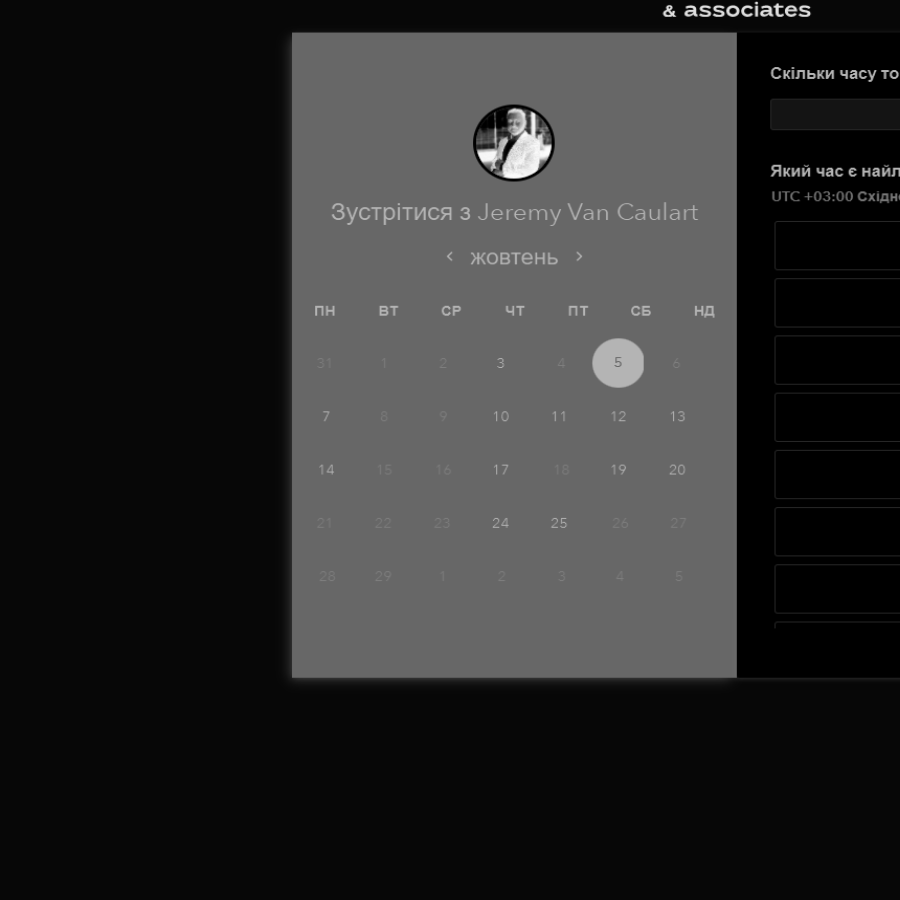 & associates
Скільки часу то
Зустрітися з Jeremy Van Caulart
‹ жовтень ›
ПН ВТ СР ЧТ ПТ СБ НД
31 1 2 3 4 5 6
7 8 9 10 11 12 13
14 15 16 17 18 19 20
21 22 23 24 25 26 27
28 29 1 2 3 4 5
Який час є найл
UTC +03:00 Східн